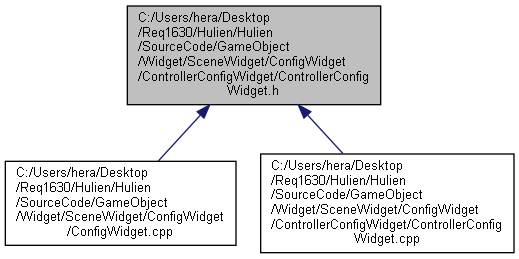 C:/Users/hera/Desktop
/Req1630/Hulien/Hulien
/SourceCode/GameObject
/Widget/SceneWidget/ConfigWidget
/ControllerConfigWidget/ControllerConfig
Widget.h
C:/Users/hera/Desktop
/Req1630/Hulien/Hulien
/SourceCode/GameObject
/Widget/SceneWidget/ConfigWidget
/ConfigWidget.cpp
C:/Users/hera/Desktop
/Req1630/Hulien/Hulien
/SourceCode/GameObject
/Widget/SceneWidget/ConfigWidget
/ControllerConfigWidget/ControllerConfig
Widget.cpp